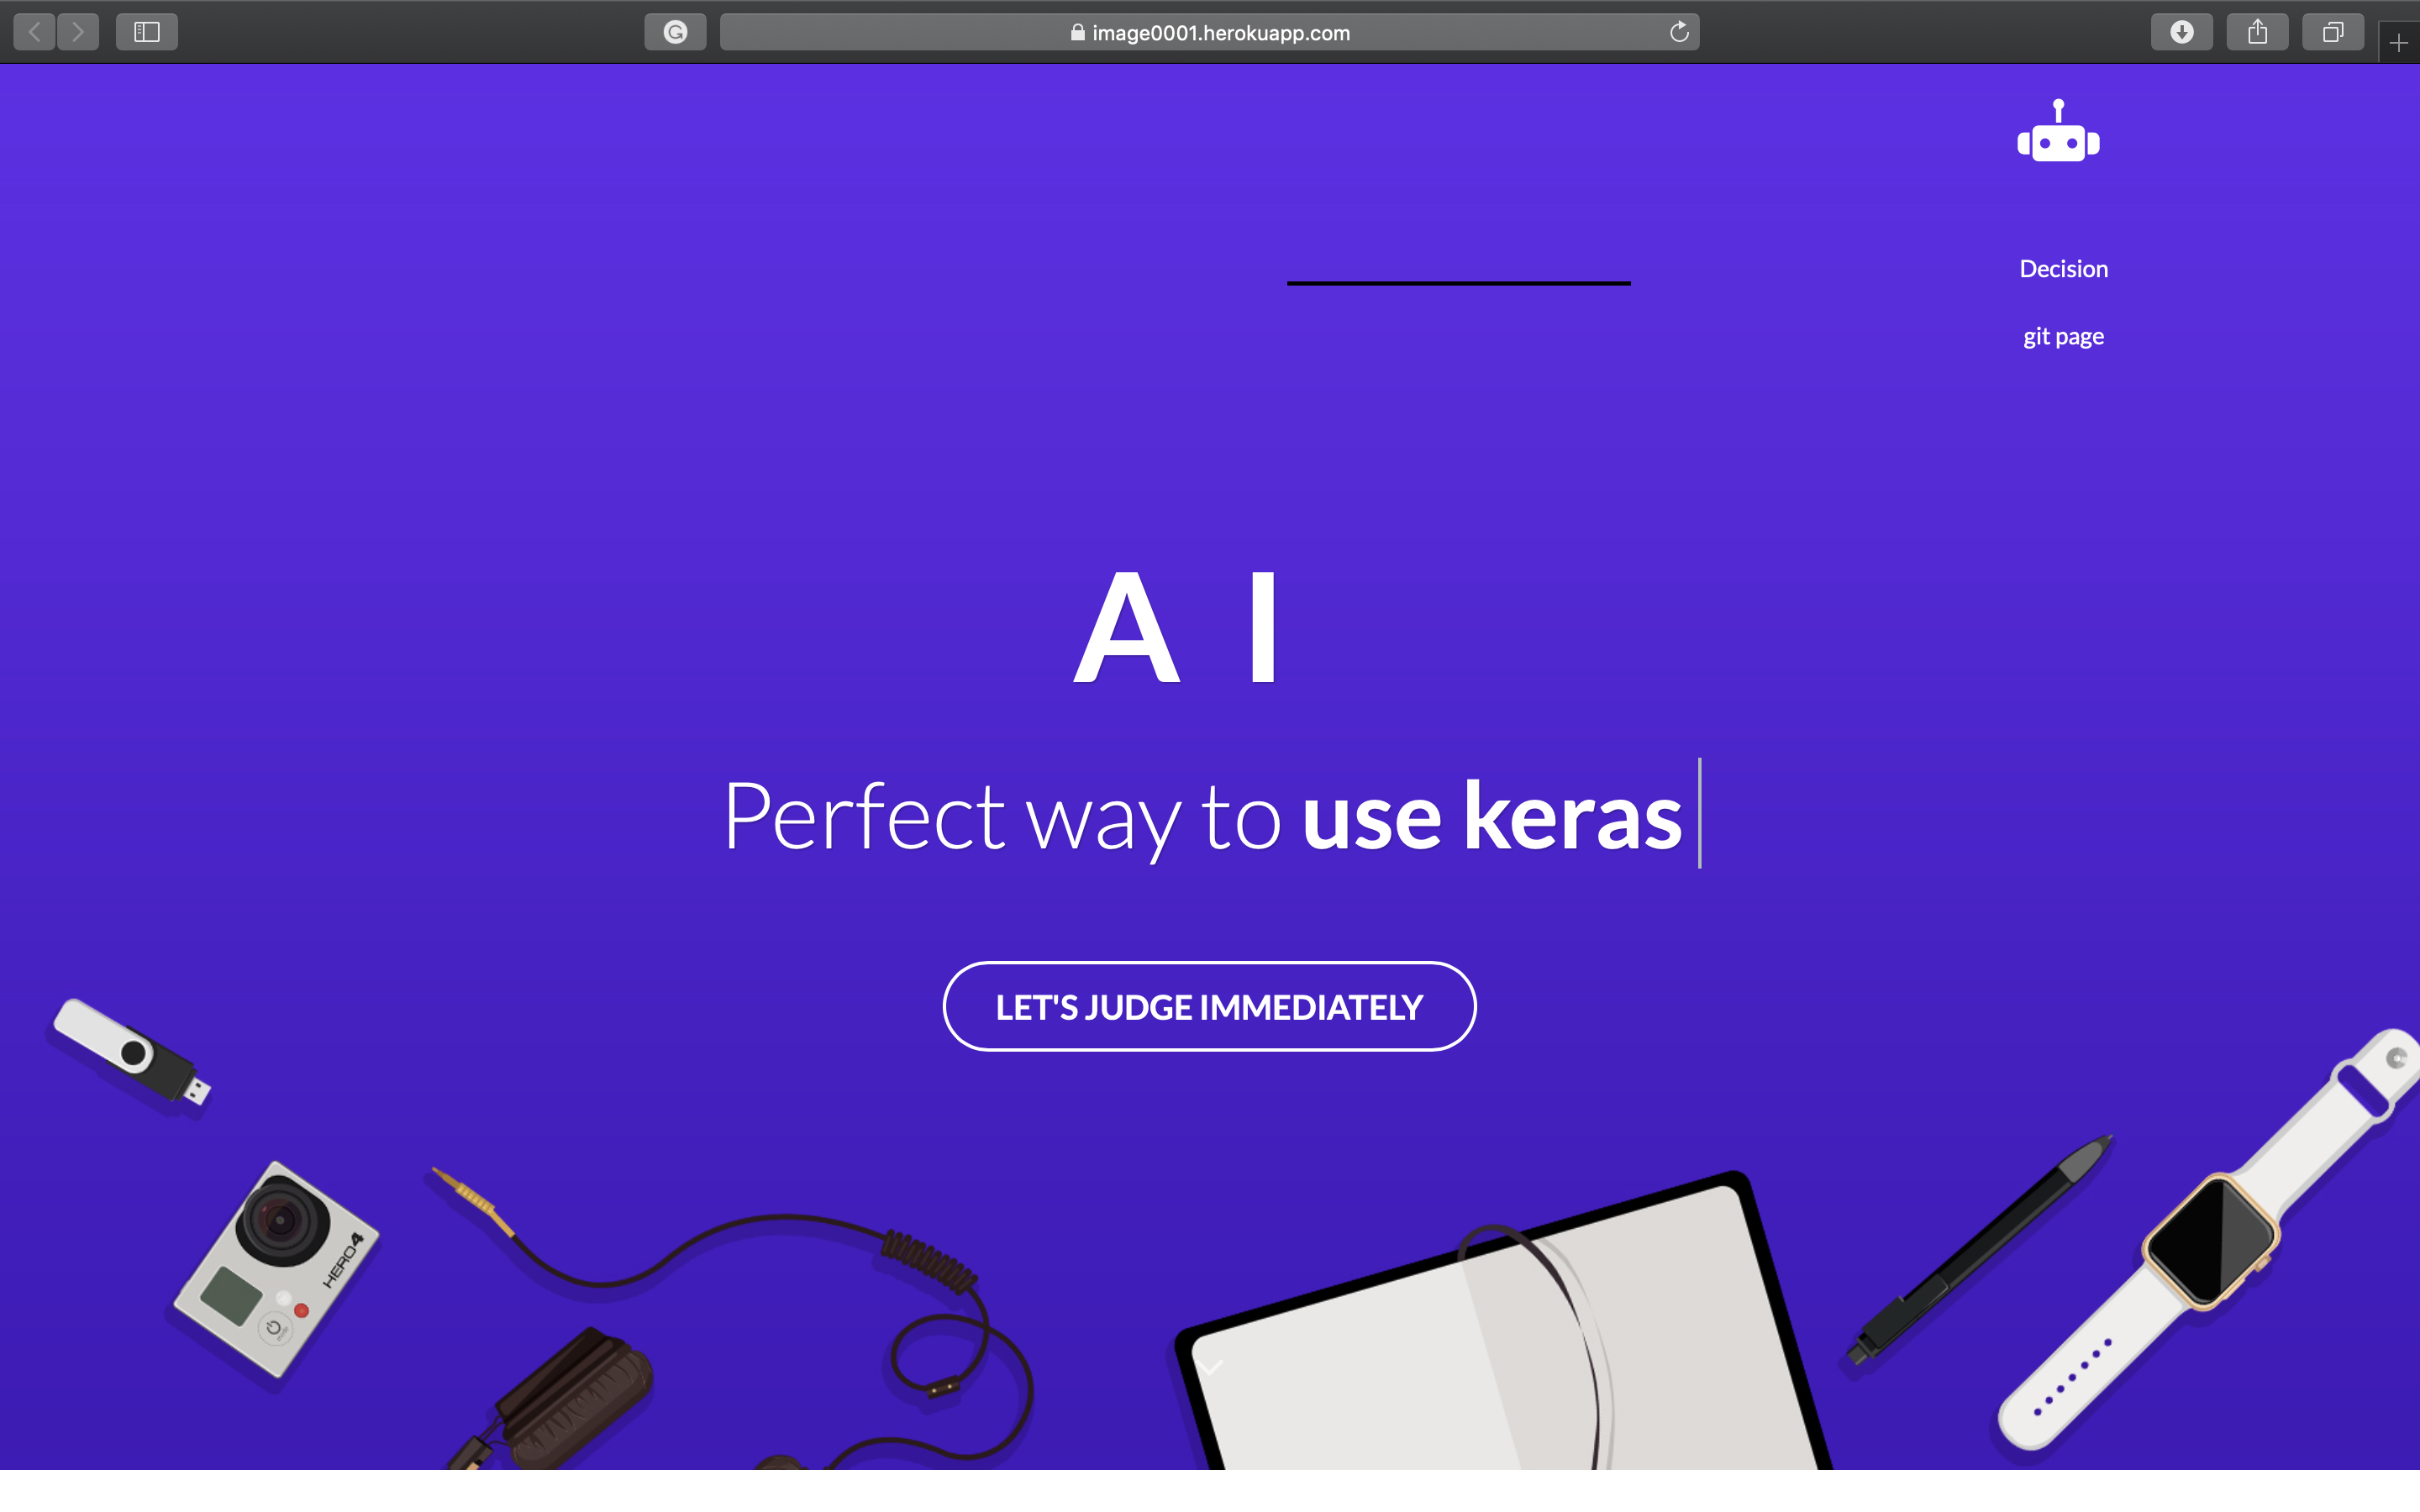 image0001.herokuapp.com
Decision
git page
A I
Perfect way to use keras
LET'S JUDGE IMMEDIATELY
HERO4